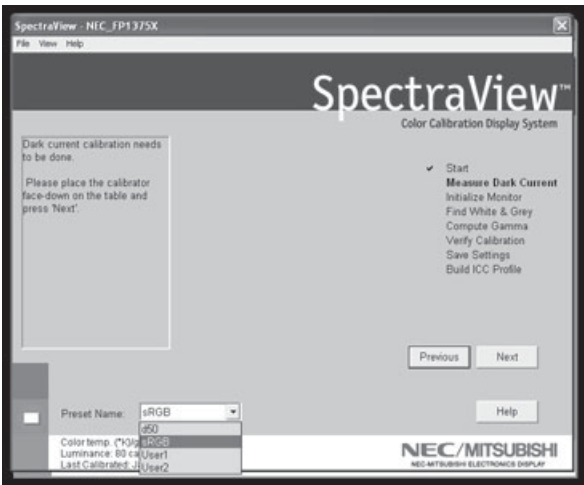 SpectraView - NEC_FP1375X
File View Help
SpectraView™
Color Calibration Display System
Dark current calibration needs
to be done.
Please place the calibrator
face-down on the table and
press 'Next'.
✔ Start
Measure Dark Current
Initialize Monitor
Find White & Grey
Compute Gamma
Verify Calibration
Save Settings
Build ICC Profile
Previous Next
Preset Name: sRGB
Help
d50
sRGB
User1
User2
Color temp. (°K)/g
Luminance: 80 ca
Last Calibrated: J
NEC/MITSUBISHI
NEC-MITSUBISHI ELECTRONICS DISPLAY